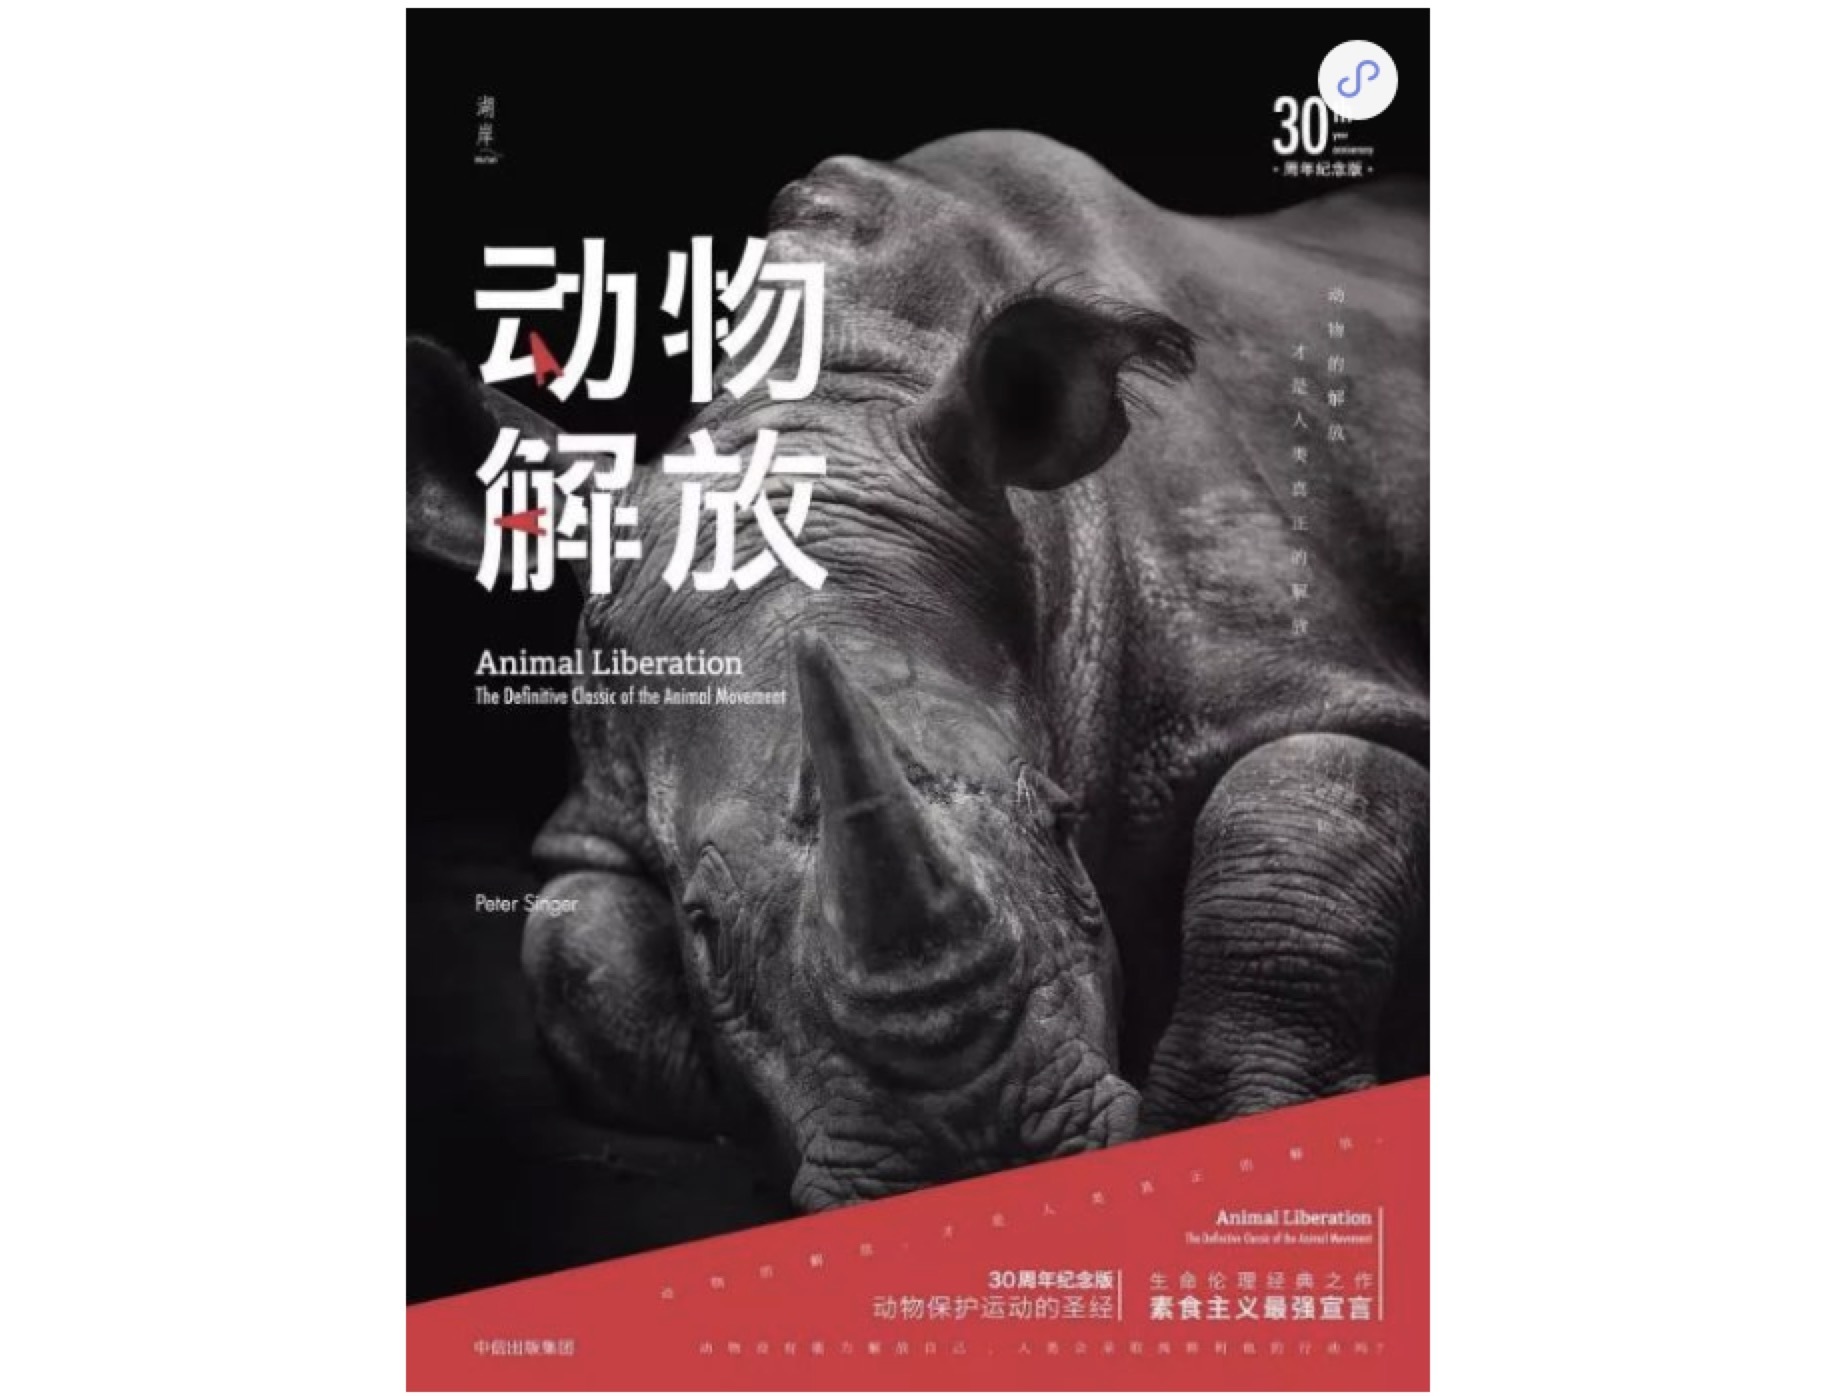 湖岸
30
周年纪念版
动物
解放
动物的解放
才是人类真正的解放
Animal Liberation
The Definitive Classic of the Animal Movement
Peter Singer
动物的解放，才是人类真正的解放。
Animal Liberation
The Definitive Classic of the Animal Movement
30周年纪念版
动物保护运动的圣经
生命伦理经典之作
素食主义最强宣言
中信出版集团
动物没有能力解放自己，人类会采取纯粹利他的行动吗？